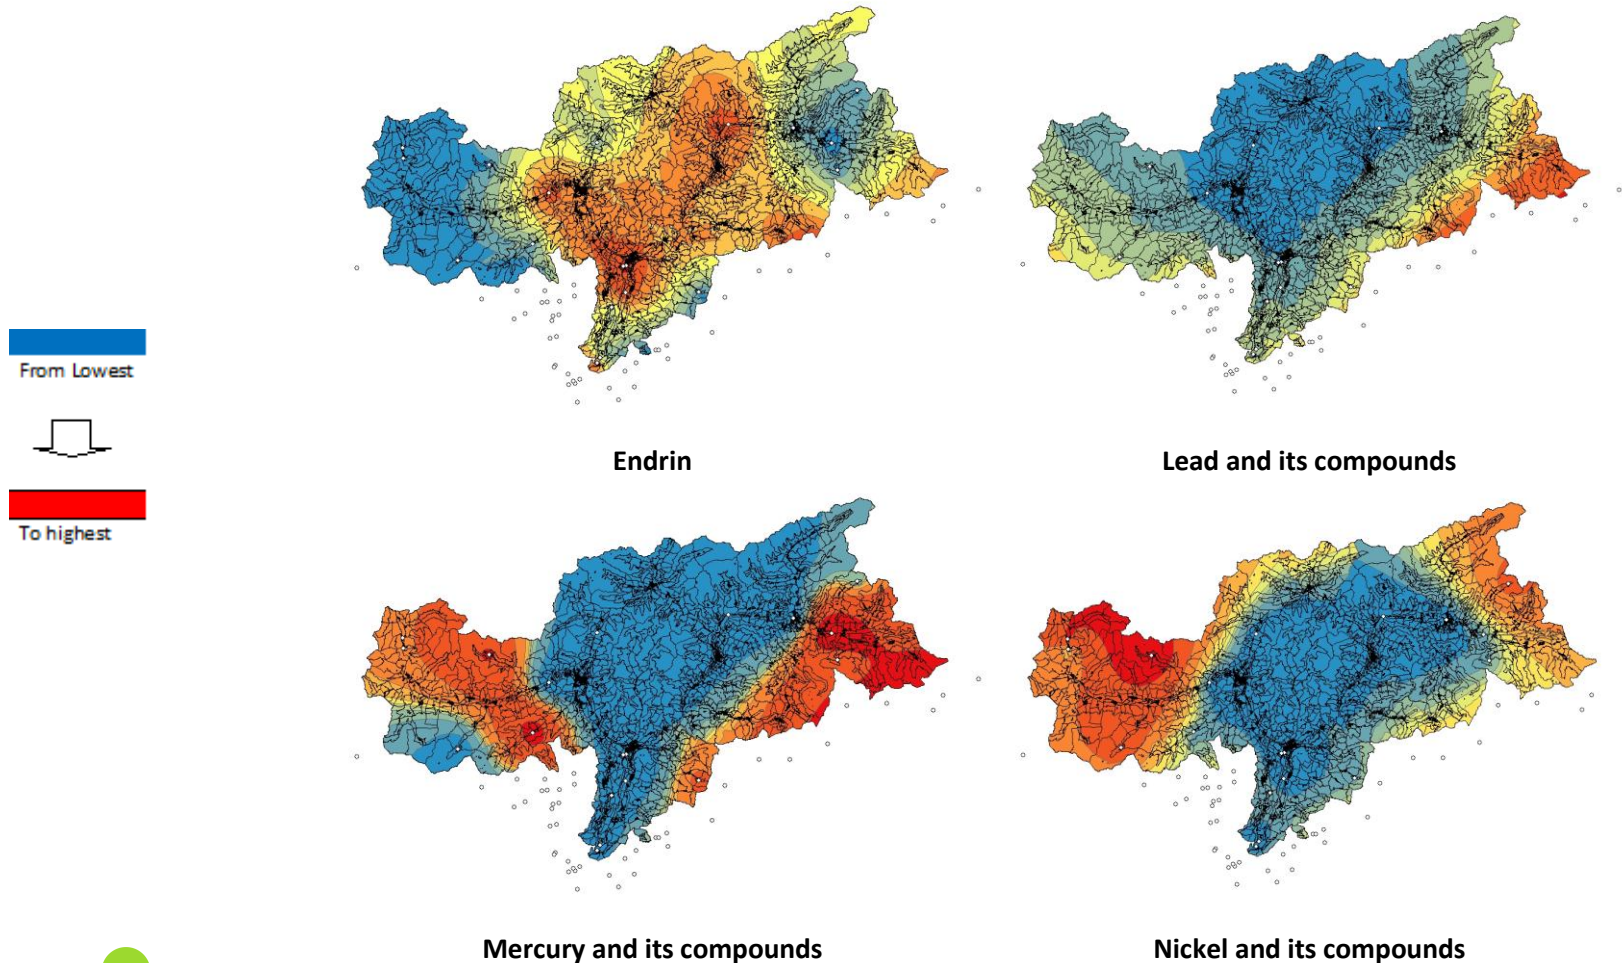 From Lowest
To highest
Endrin
Lead and its compounds
Mercury and its compounds
Nickel and its compounds